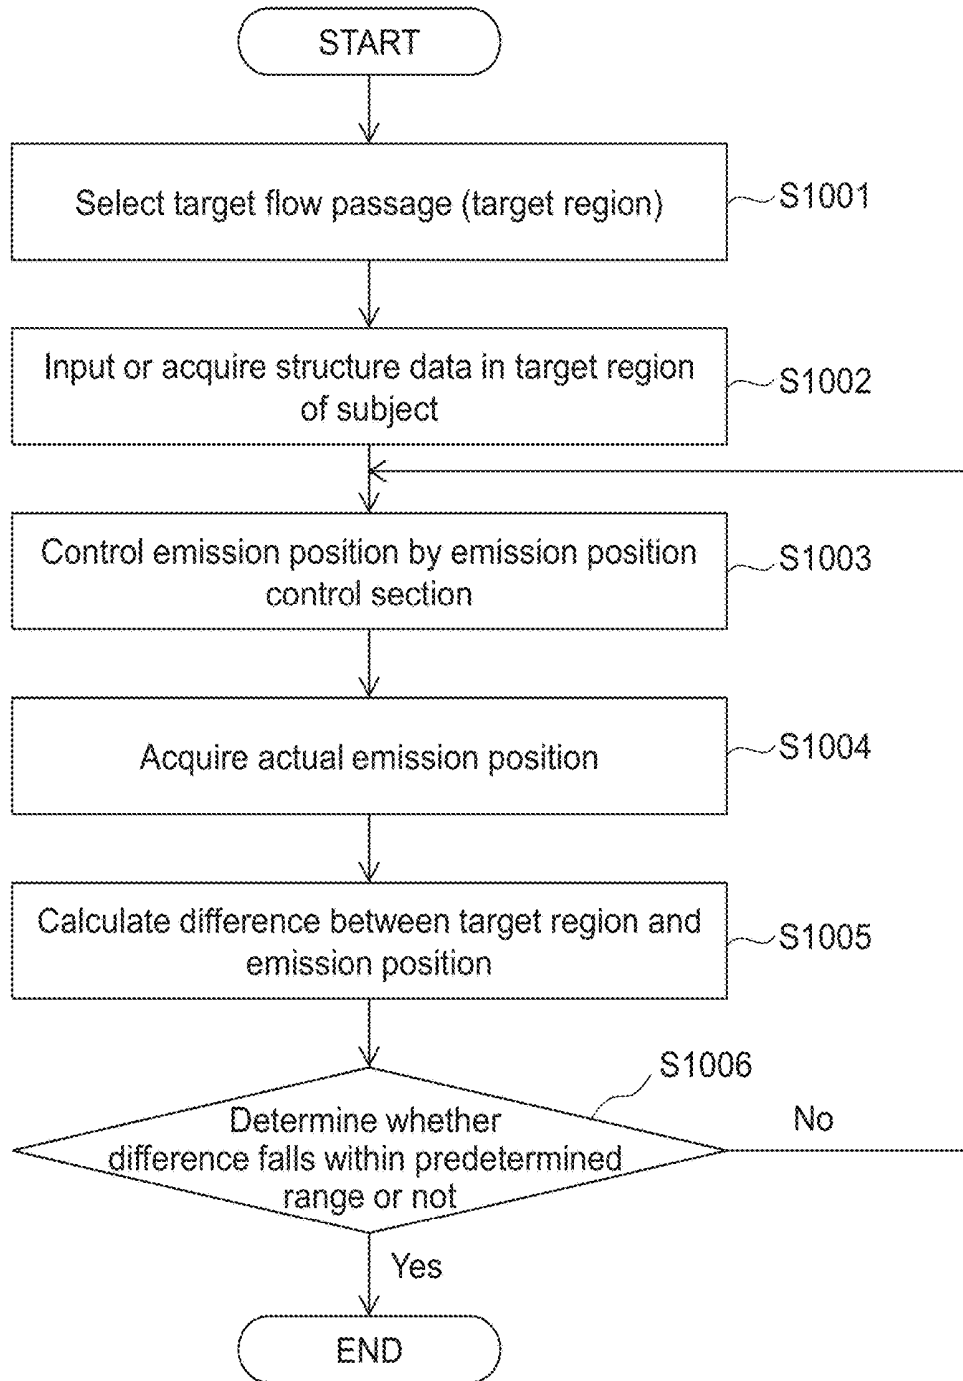 START
Select target flow passage (target region)
S1001
Input or acquire structure data in target region
of subject
S1002
Control emission position by emission position
control section
S1003
Acquire actual emission position
S1004
Calculate difference between target region and
emission position
S1005
S1006
Determine whether
difference falls within predetermined
range or not
No
Yes
END